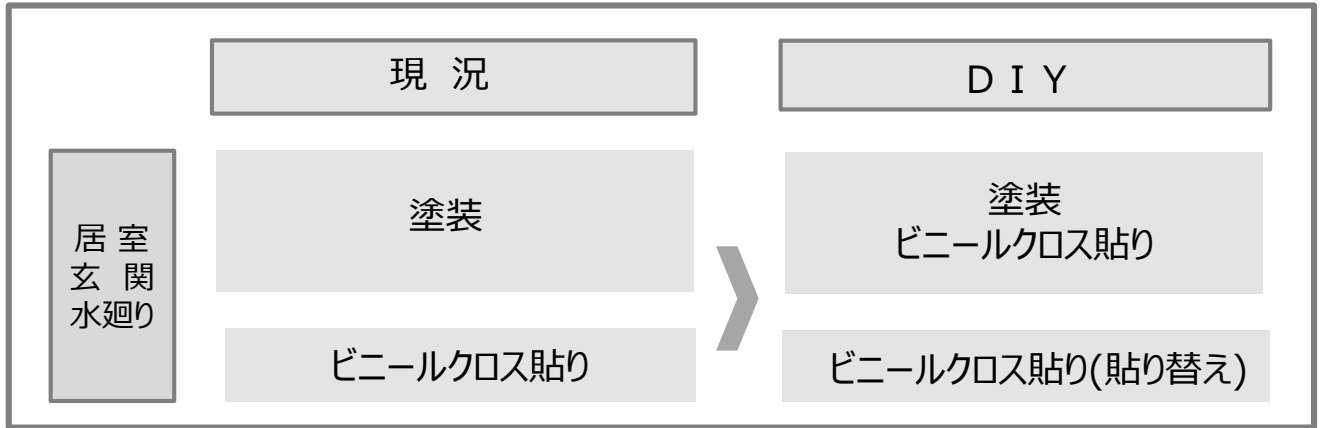 現 況
D I Y
居 室
玄 関
水廻り
塗装
塗装
ビニールクロス貼り
ビニールクロス貼り
ビニールクロス貼り(貼り替え)